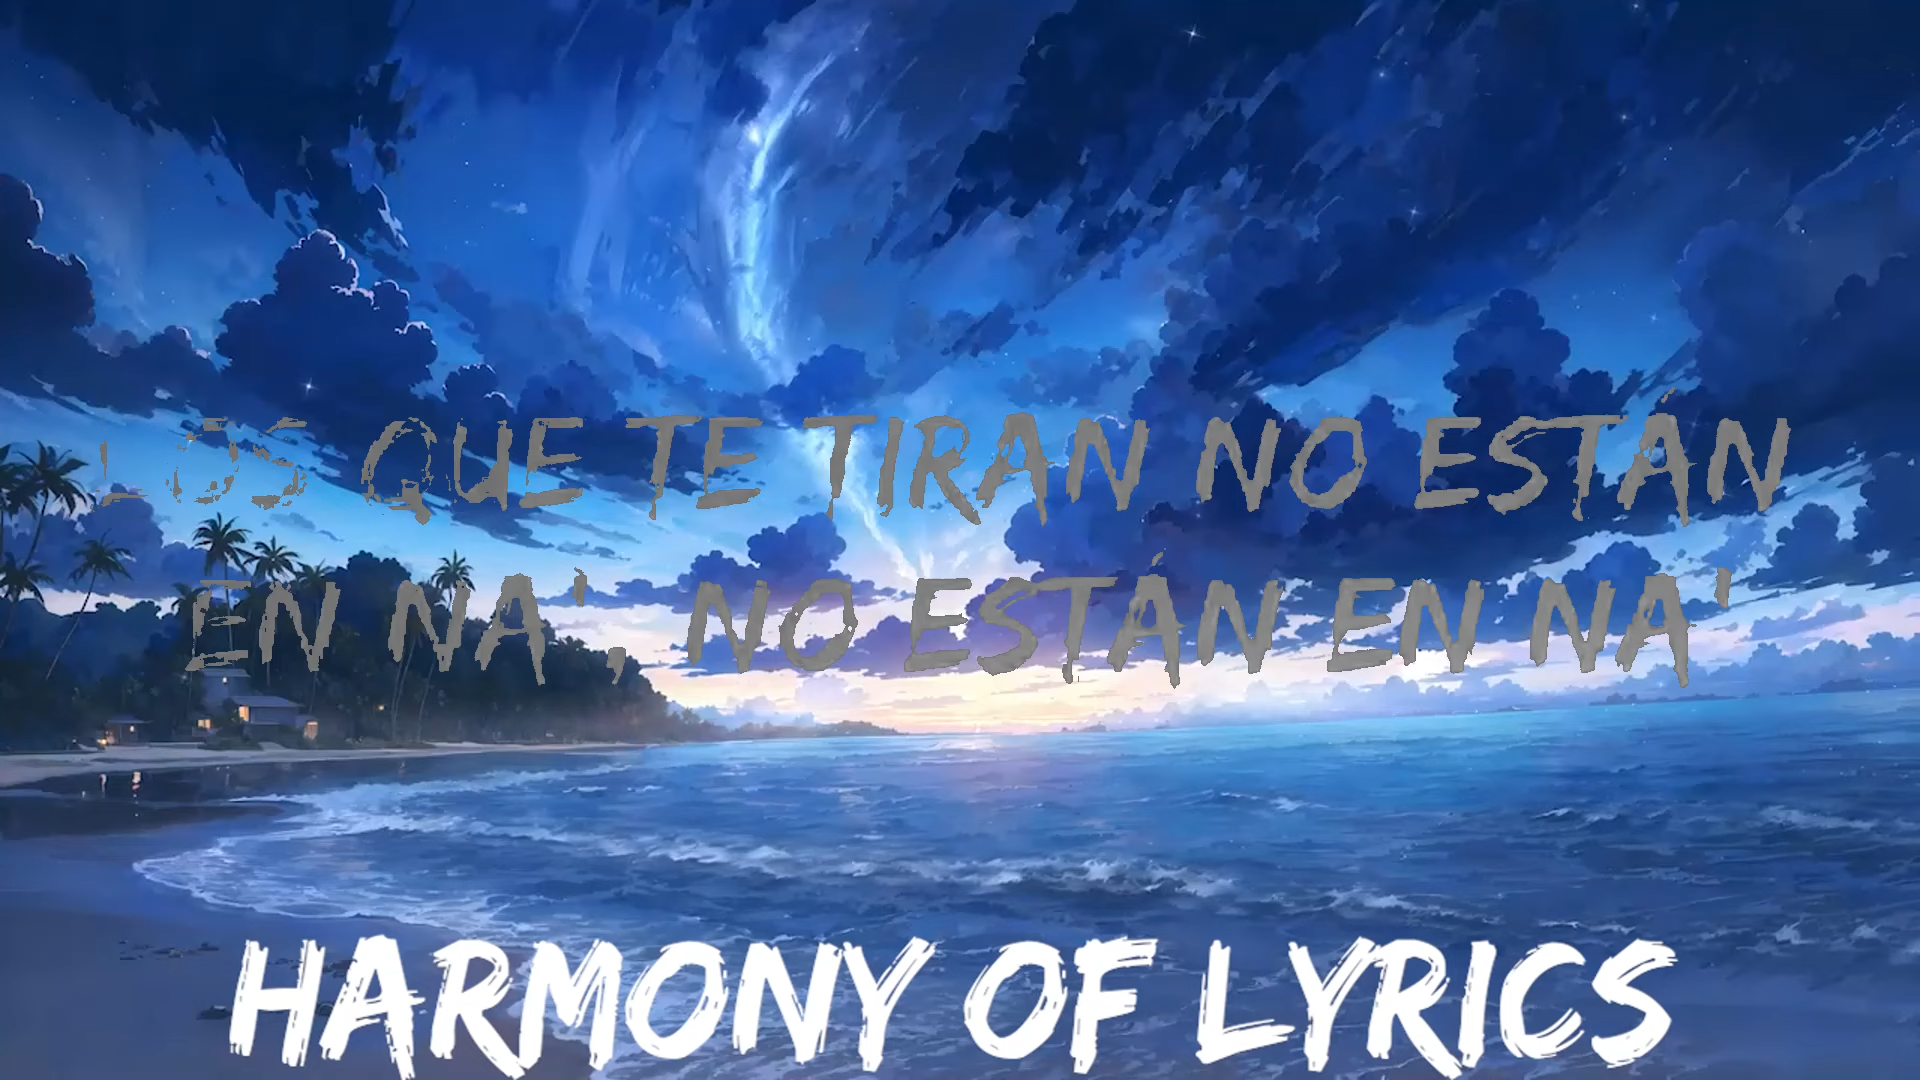 LOS QUE TE TIRAN NO ESTÁN
EN NA', NO ESTÁN EN NA'
HARMONY OF LYRICS